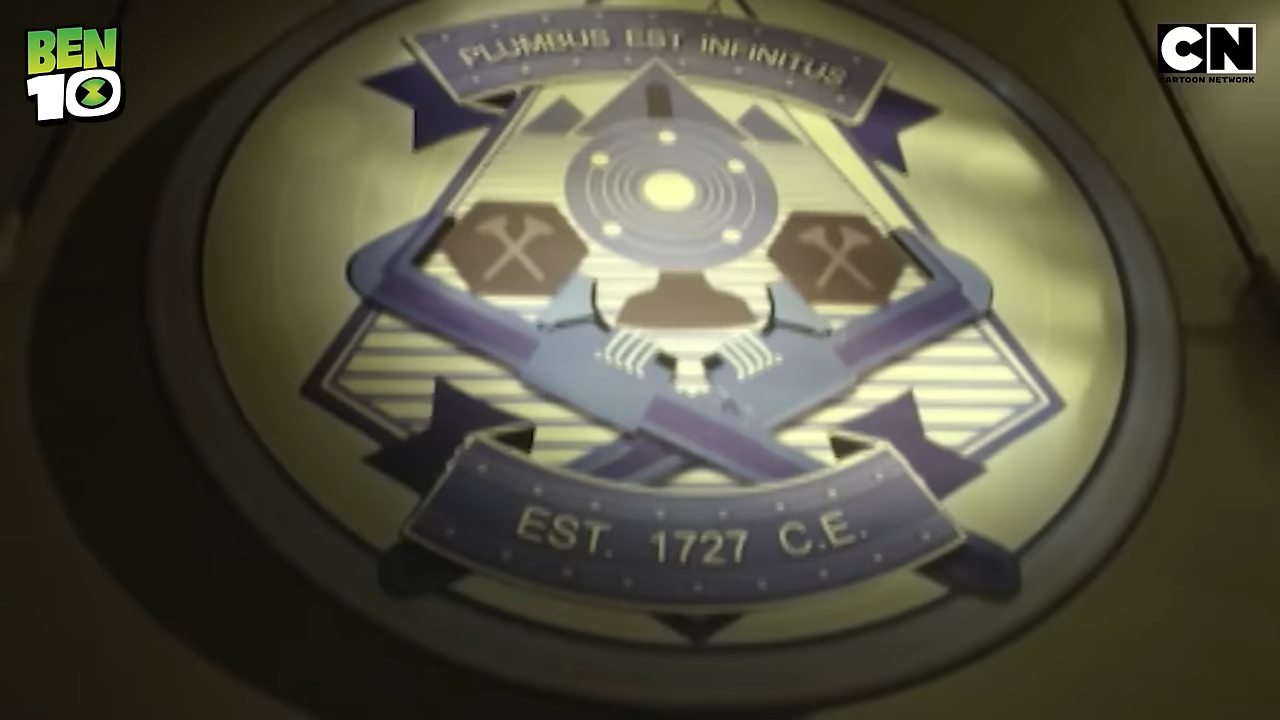 BEN
10
CN
CARTOON NETWORK
PLUMBUS EST INFINITUS
EST. 1727 C.E.